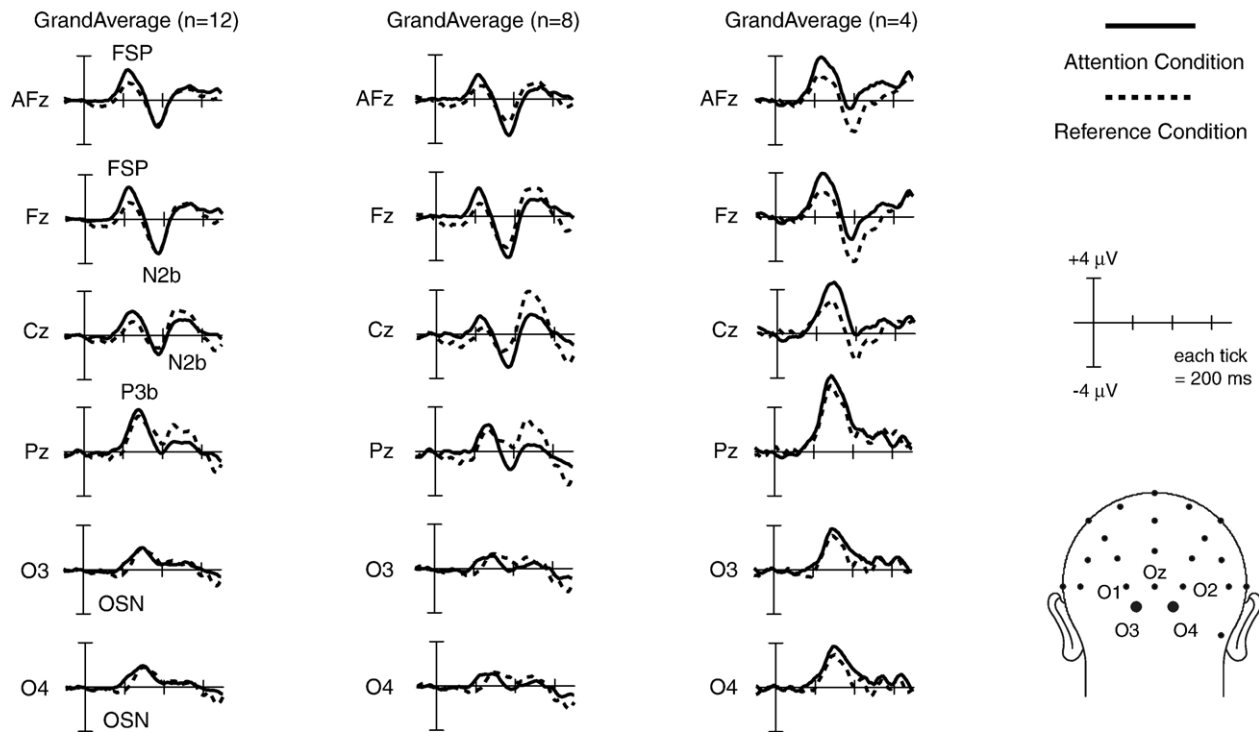 GrandAverage (n=12)
GrandAverage (n=8)
GrandAverage (n=4)
FSP
AFz
AFz
AFz
Attention Condition
Reference Condition
FSP
Fz
Fz
Fz
N2b
+4 µV
Cz
Cz
Cz
N2b
each tick
= 200 ms
-4 µV
P3b
Pz
Pz
Pz
O3
O3
O3
OSN
O4
O4
O4
OSN
Oz
O1
O2
O3
O4